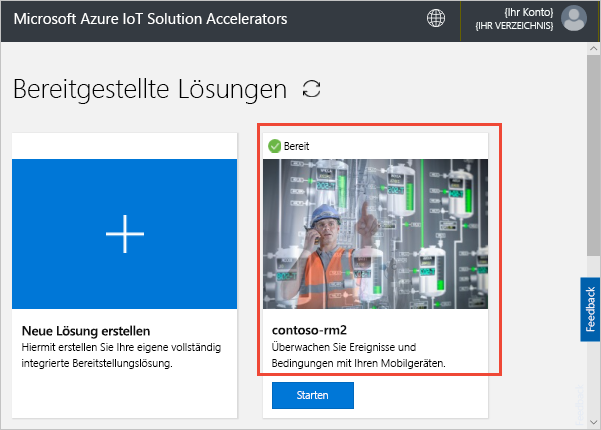 Microsoft Azure IoT Solution Accelerators
{Ihr Konto}
{IHR VERZEICHNIS}
Bereitgestellte Lösungen
Bereit
Neue Lösung erstellen
Hiermit erstellen Sie Ihre eigene vollständig
integrierte Bereitstellungslösung.
contoso-rm2
Überwachen Sie Ereignisse und
Bedingungen mit Ihren Mobilgeräten.
Starten
Feedback